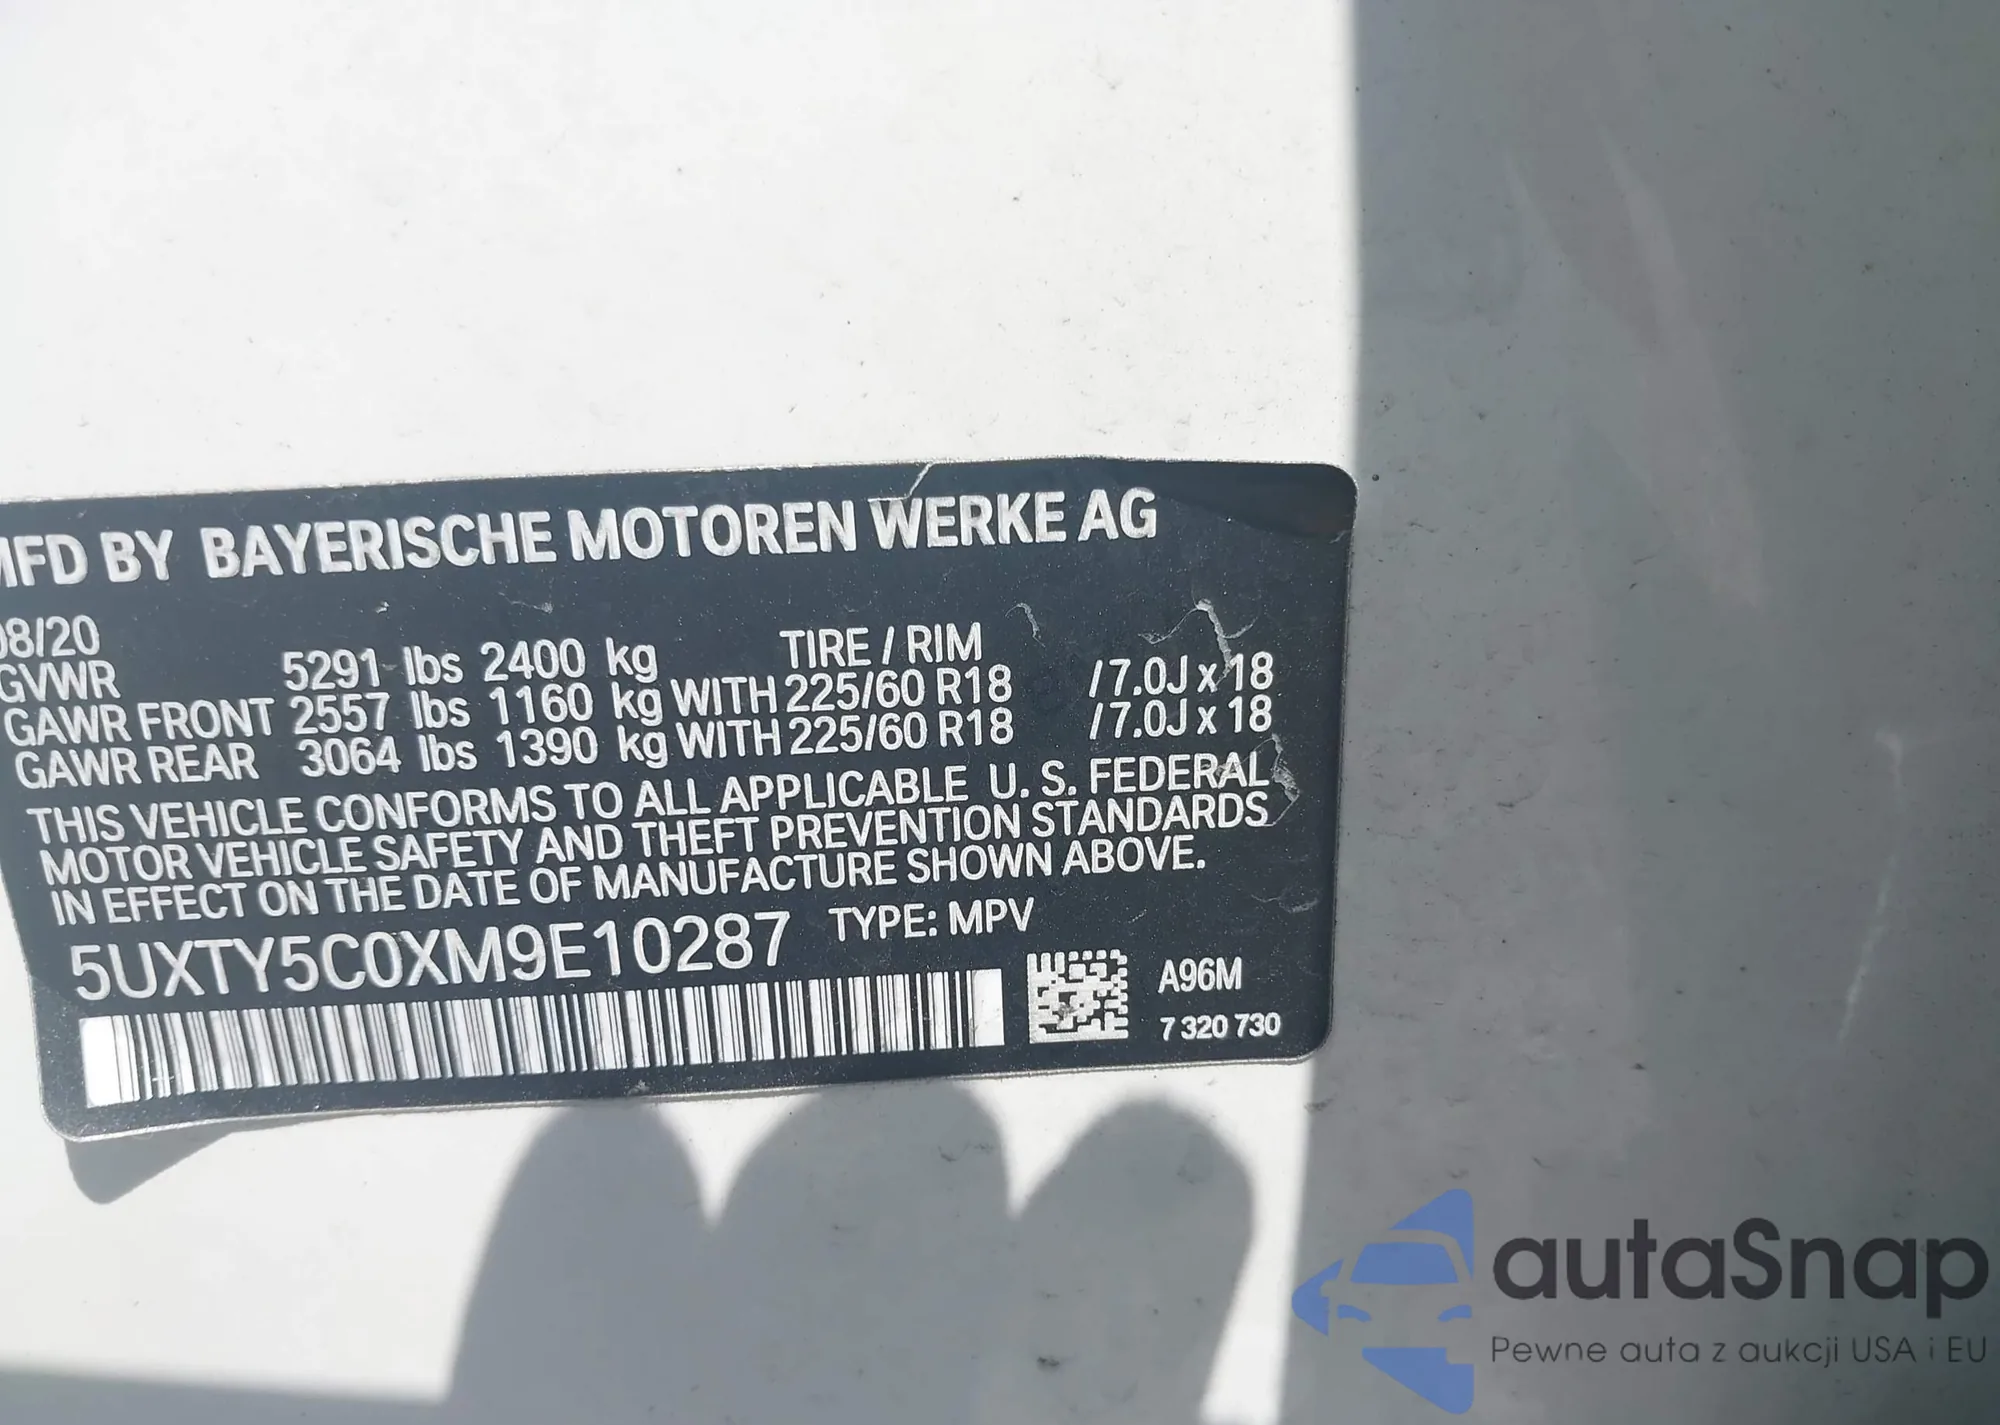 MFD BY BAYERISCHE MOTOREN WERKE AG
08/20 TIRE / RIM
GVWR 5291 lbs 2400 kg
GAWR FRONT 2557 lbs 1160 kg WITH 225/60 R18 / 7.0J x 18
GAWR REAR 3064 lbs 1390 kg WITH 225/60 R18 / 7.0J x 18
THIS VEHICLE CONFORMS TO ALL APPLICABLE U. S. FEDERAL
MOTOR VEHICLE SAFETY AND THEFT PREVENTION STANDARDS
IN EFFECT ON THE DATE OF MANUFACTURE SHOWN ABOVE.
5UXTY5C0XM9E10287 TYPE: MPV
A96M
7 320 730
autaSnap
Pewne auta z aukcji USA i EU